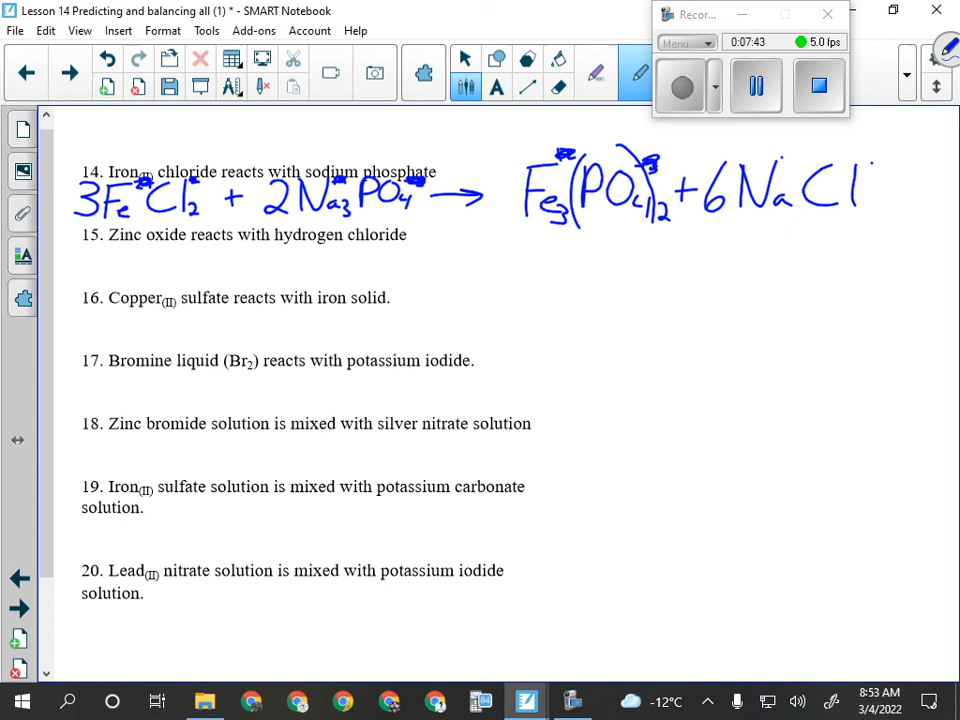 Lesson 14 Predicting and balancing all (1) * - SMART Notebook
Recor...
File Edit View Insert Format Tools Add-ons Account Help
Menu
0:07:43
5.0 fps
14. Iron(II) chloride reacts with sodium phosphate
3FeCl2 + 2Na3PO4 → Fe3(PO4)2 + 6NaCl
15. Zinc oxide reacts with hydrogen chloride
16. Copper(II) sulfate reacts with iron solid.
17. Bromine liquid (Br2) reacts with potassium iodide.
18. Zinc bromide solution is mixed with silver nitrate solution
19. Iron(II) sulfate solution is mixed with potassium carbonate
solution.
20. Lead(II) nitrate solution is mixed with potassium iodide
solution.
-12°C
8:53 AM
3/4/2022